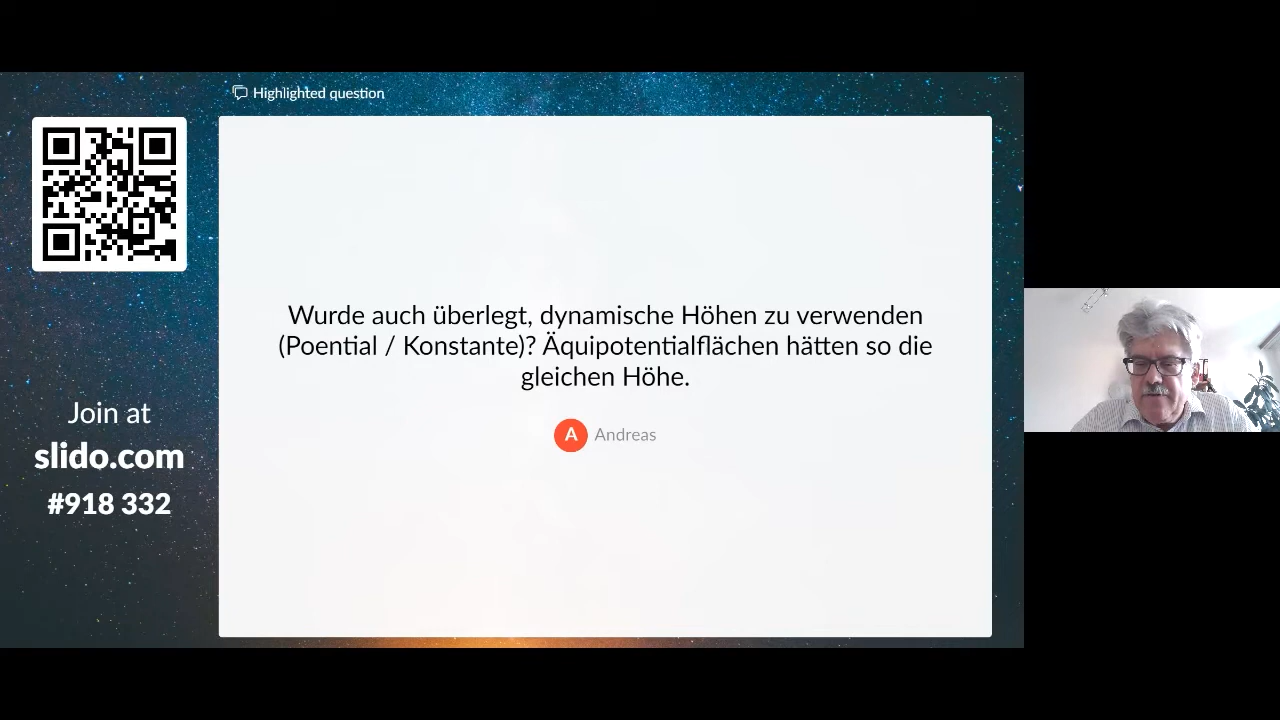 Highlighted question
Wurde auch überlegt, dynamische Höhen zu verwenden
(Poential / Konstante)? Äquipotentialflächen hätten so die
gleichen Höhe.
A Andreas
Join at
slido.com
#918 332